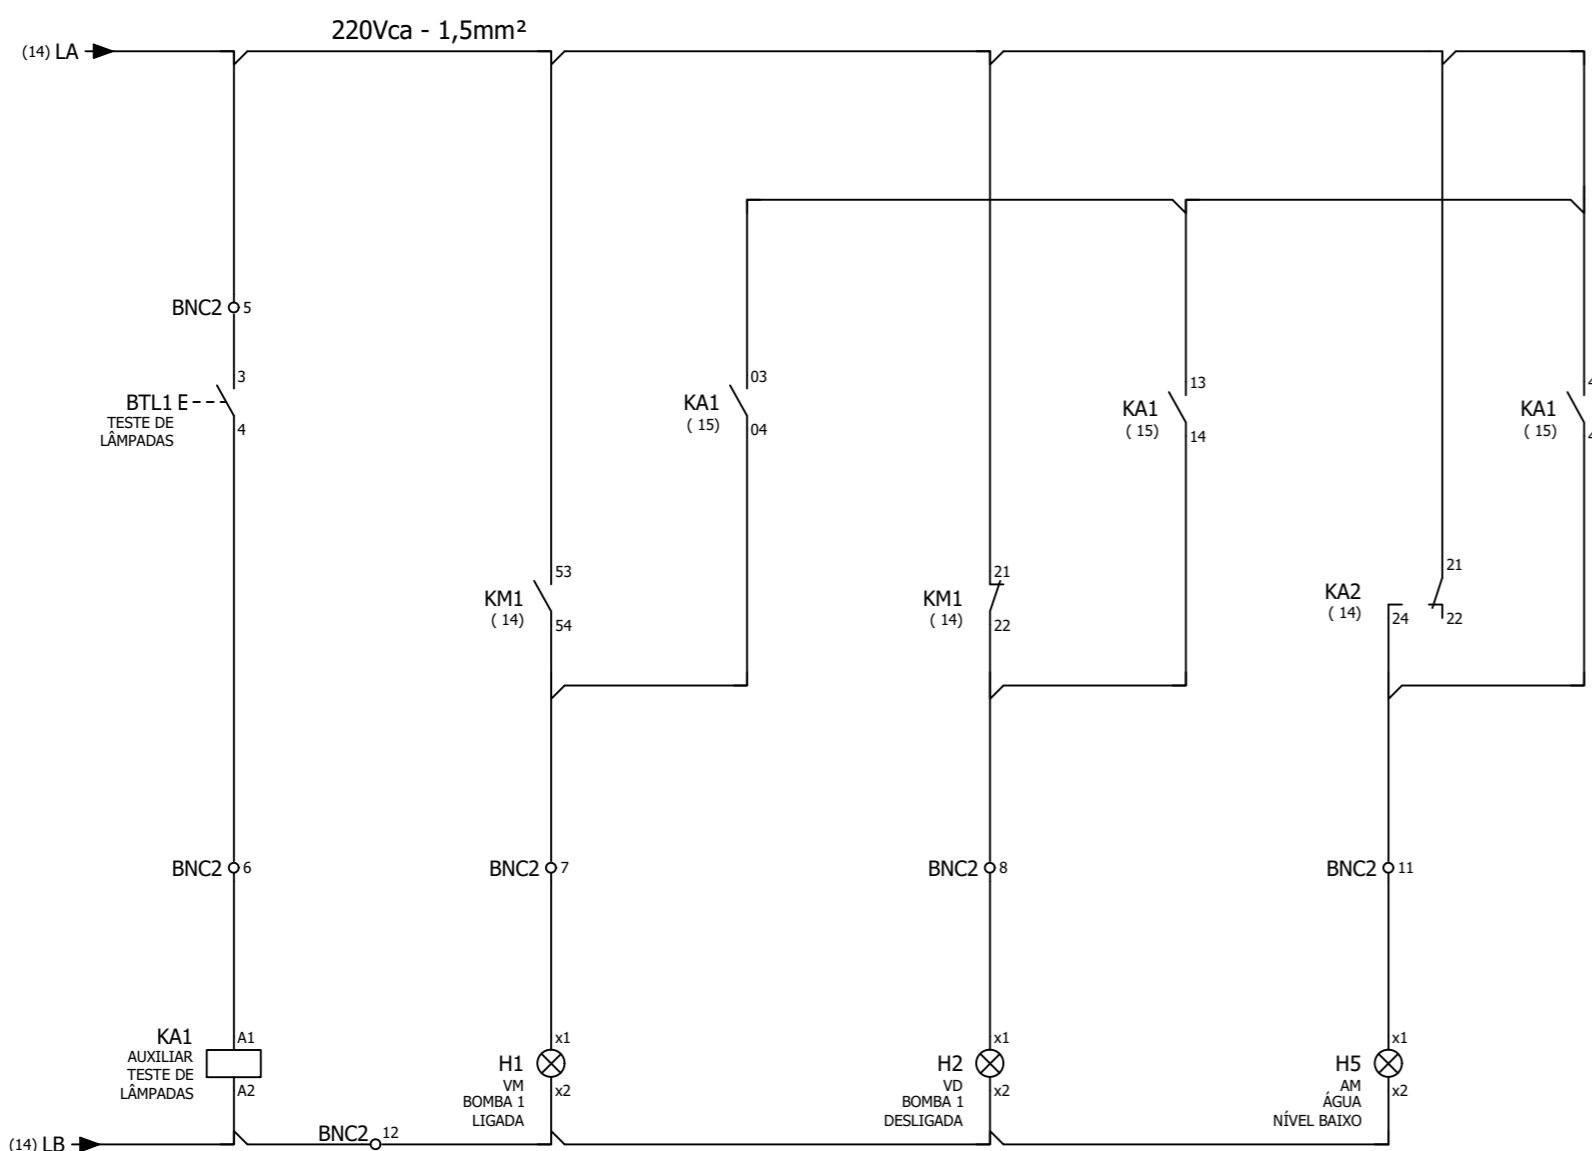 220Vca - 1,5mm²
(14) LA
BNC2 5
3
BTL1 E
TESTE DE
LÂMPADAS
4
03
KA1
( 15)
04
13
KA1
( 15)
14
KA1
( 15)
53
KM1
( 14)
54
21
KM1
( 14)
22
21
KA2
( 14)
24
22
BNC2 6
BNC2 7
BNC2 8
BNC2 11
KA1
AUXILIAR
TESTE DE
LÂMPADAS
A1
A2
x1
H1
VM
BOMBA 1
LIGADA
x2
x1
H2
VD
BOMBA 1
DESLIGADA
x2
x1
H5
AM
ÁGUA
NÍVEL BAIXO
x2
(14) LB
BNC2 12